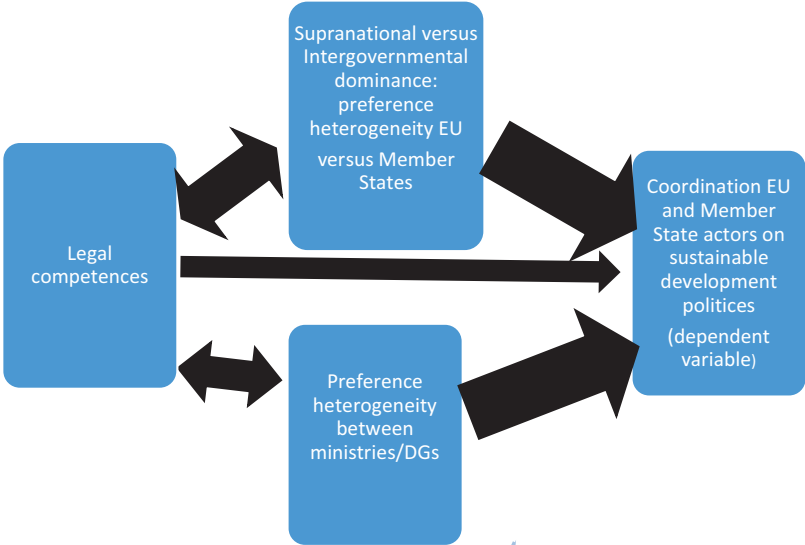 Legal
competences
Supranational versus
Intergovernmental
dominance:
preference
heterogeneity EU
versus Member
States
Preference
heterogeneity
between
ministries/DGs
Coordination EU
and Member
State actors on
sustainable
development
politices
(dependent
variable)